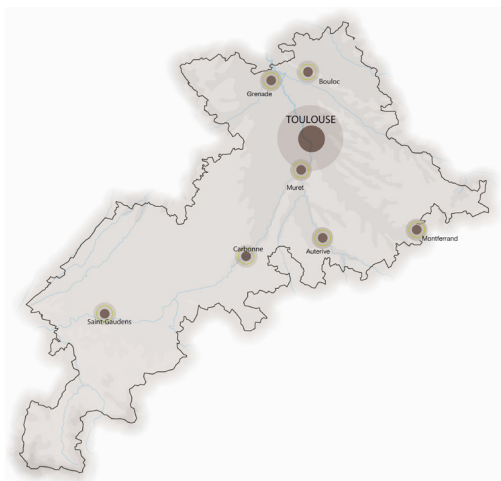 Bouloc
Grenade
TOULOUSE
Muret
Montferrand
Carbonne
Auterive
Saint-Gaudens